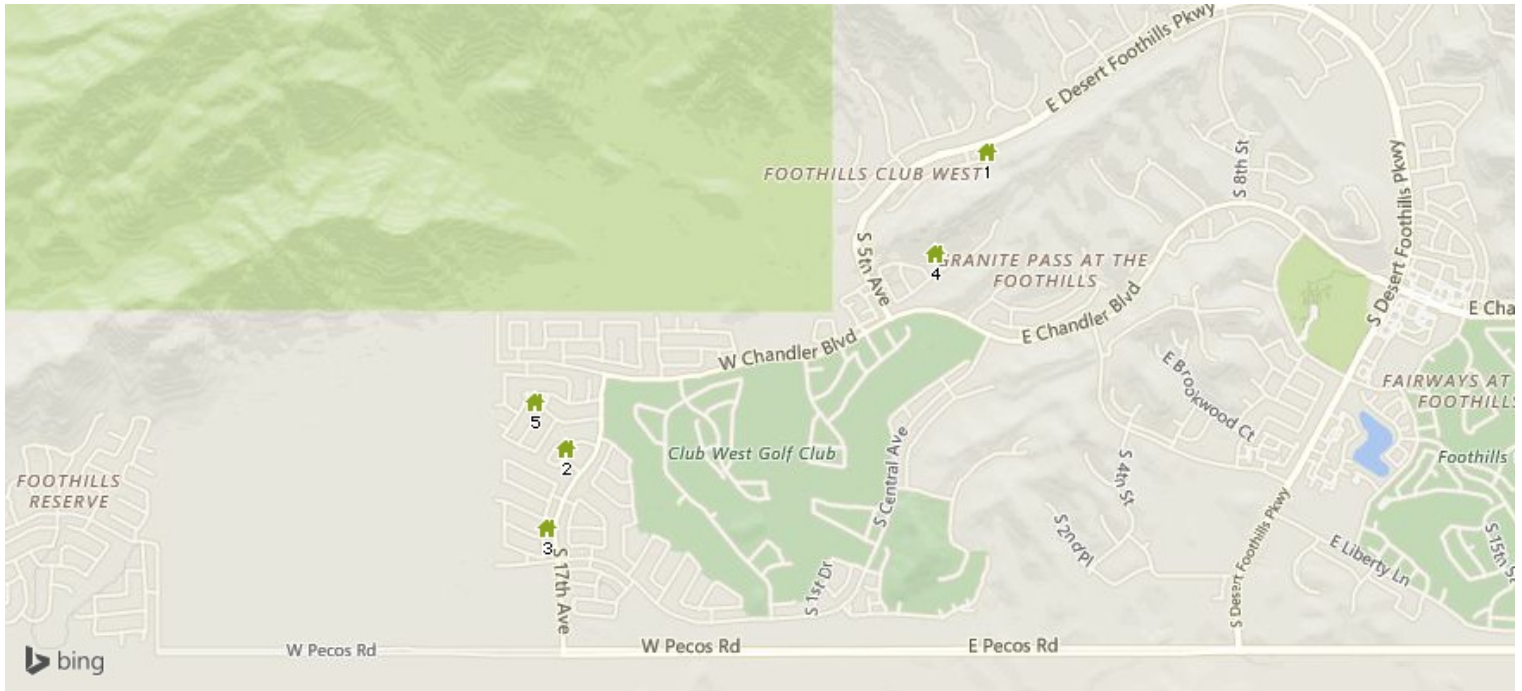 E Desert Foothills Pkwy
FOOTHILLS CLUB WEST
1
S 8th St
S Desert Foothills Pkwy
S 5th Ave
4
GRANITE PASS AT THE
FOOTHILLS
E Chandler Blvd
S Desert Foothills Pkwy
E Cha
W Chandler Blvd
E Brookwood Ct
FAIRWAYS AT
FOOTHILLS
5
2
Club West Golf Club
S Central Ave
S 4th St
Foothills
FOOTHILLS
RESERVE
3
S 17th Ave
S 2nd Pl
S 1st Dr
E Liberty Ln
S 15th St
S Desert Foothills Pkwy
W Pecos Rd
W Pecos Rd
E Pecos Rd
bing